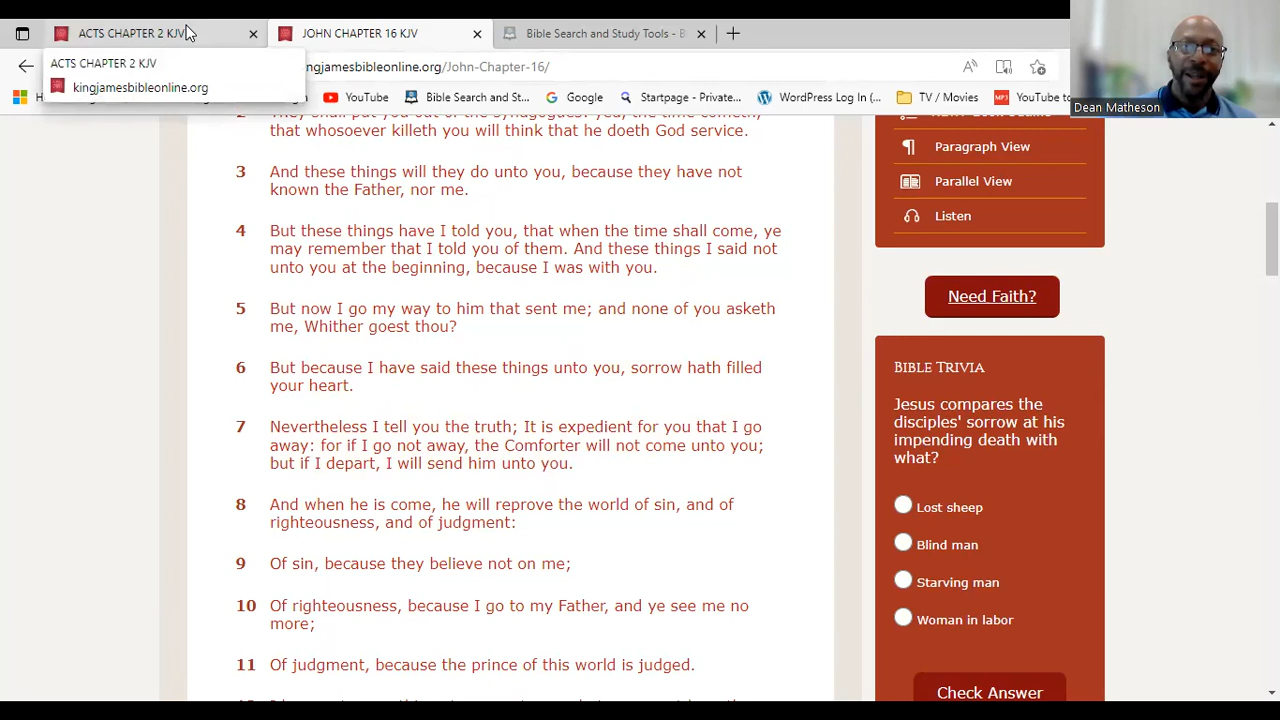 ACTS CHAPTER 2 KJV
JOHN CHAPTER 16 KJV
Bible Search and Study Tools -
ACTS CHAPTER 2 KJV
kingjamesbibleonline.org
ngjamesbibleonline.org/John-Chapter-16/
YouTube
Bible Search and St...
Google
Startpage - Private...
WordPress Log In (...
TV / Movies
MP3
YouTube to
Dean Matheson
that whosoever killeth you will think that he doeth God service.
3 And these things will they do unto you, because they have not
known the Father, nor me.
4 But these things have I told you, that when the time shall come, ye
may remember that I told you of them. And these things I said not
unto you at the beginning, because I was with you.
5 But now I go my way to him that sent me; and none of you asketh
me, Whither goest thou?
6 But because I have said these things unto you, sorrow hath filled
your heart.
7 Nevertheless I tell you the truth; It is expedient for you that I go
away: for if I go not away, the Comforter will not come unto you;
but if I depart, I will send him unto you.
8 And when he is come, he will reprove the world of sin, and of
righteousness, and of judgment:
9 Of sin, because they believe not on me;
10 Of righteousness, because I go to my Father, and ye see me no
more;
11 Of judgment, because the prince of this world is judged.
Paragraph View
Parallel View
Listen
Need Faith?
BIBLE TRIVIA
Jesus compares the
disciples' sorrow at his
impending death with
what?
Lost sheep
Blind man
Starving man
Woman in labor
Check Answer